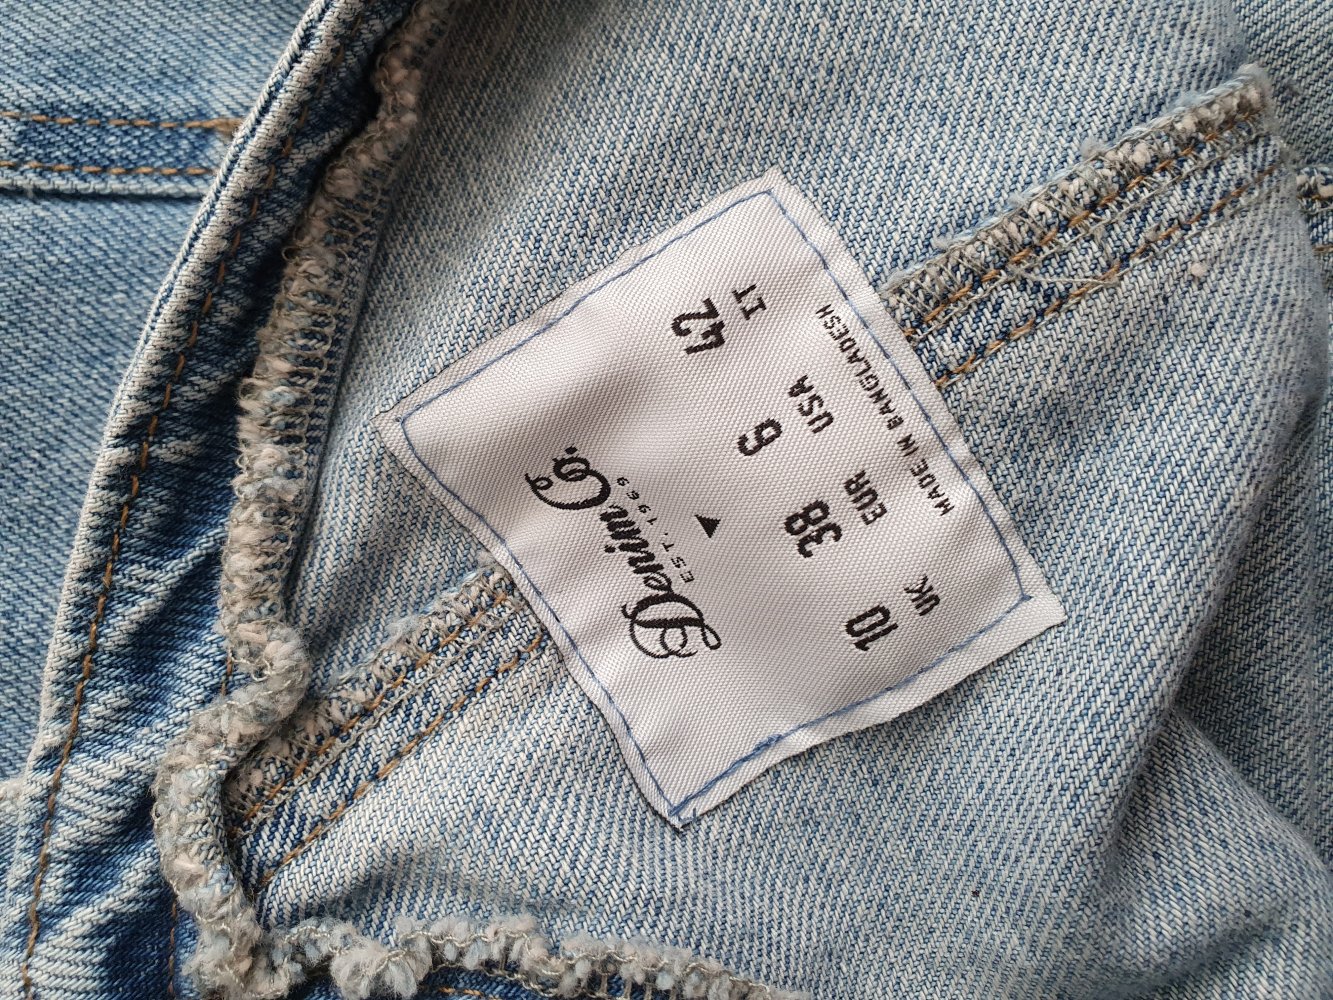 Denim Co.
EST. 1969
10 38 6 42
UK EUR USA IT
MADE IN BANGLADESH